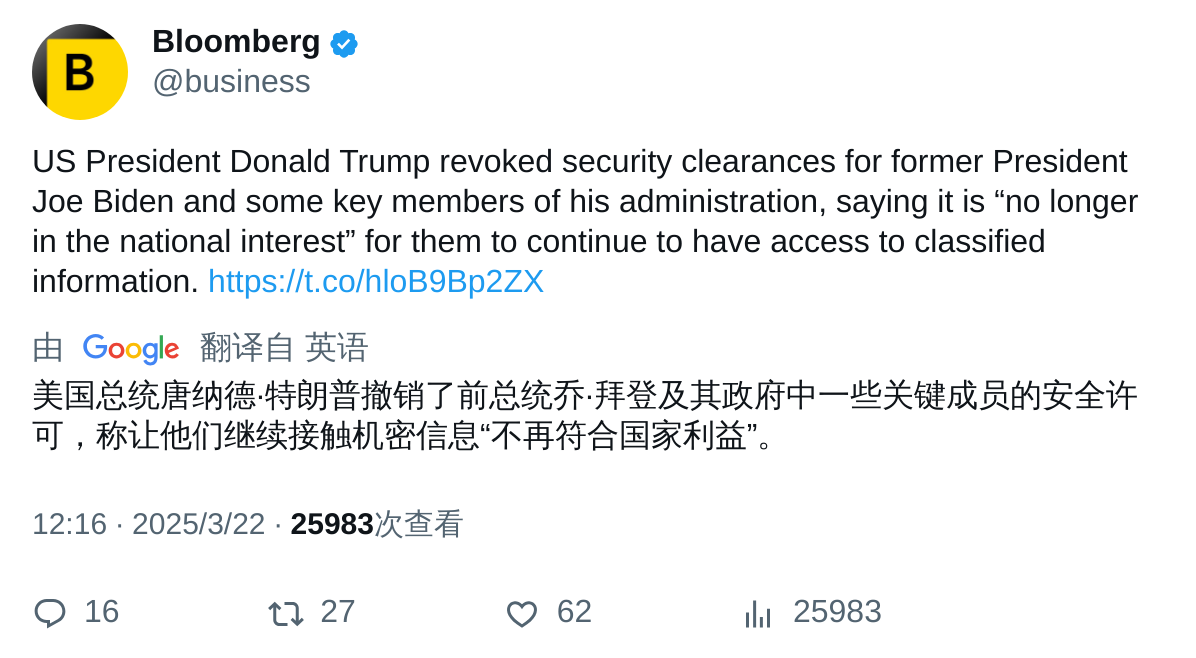 B
Bloomberg
@business
US President Donald Trump revoked security clearances for former President
Joe Biden and some key members of his administration, saying it is “no longer
in the national interest” for them to continue to have access to classified
information. https://t.co/hloB9Bp2ZX
由 Google 翻译自 英语
美国总统唐纳德·特朗普撤销了前总统乔·拜登及其政府中一些关键成员的安全许
可，称让他们继续接触机密信息“不再符合国家利益”。
12:16 · 2025/3/22 · 25983次查看
16 27 62 25983